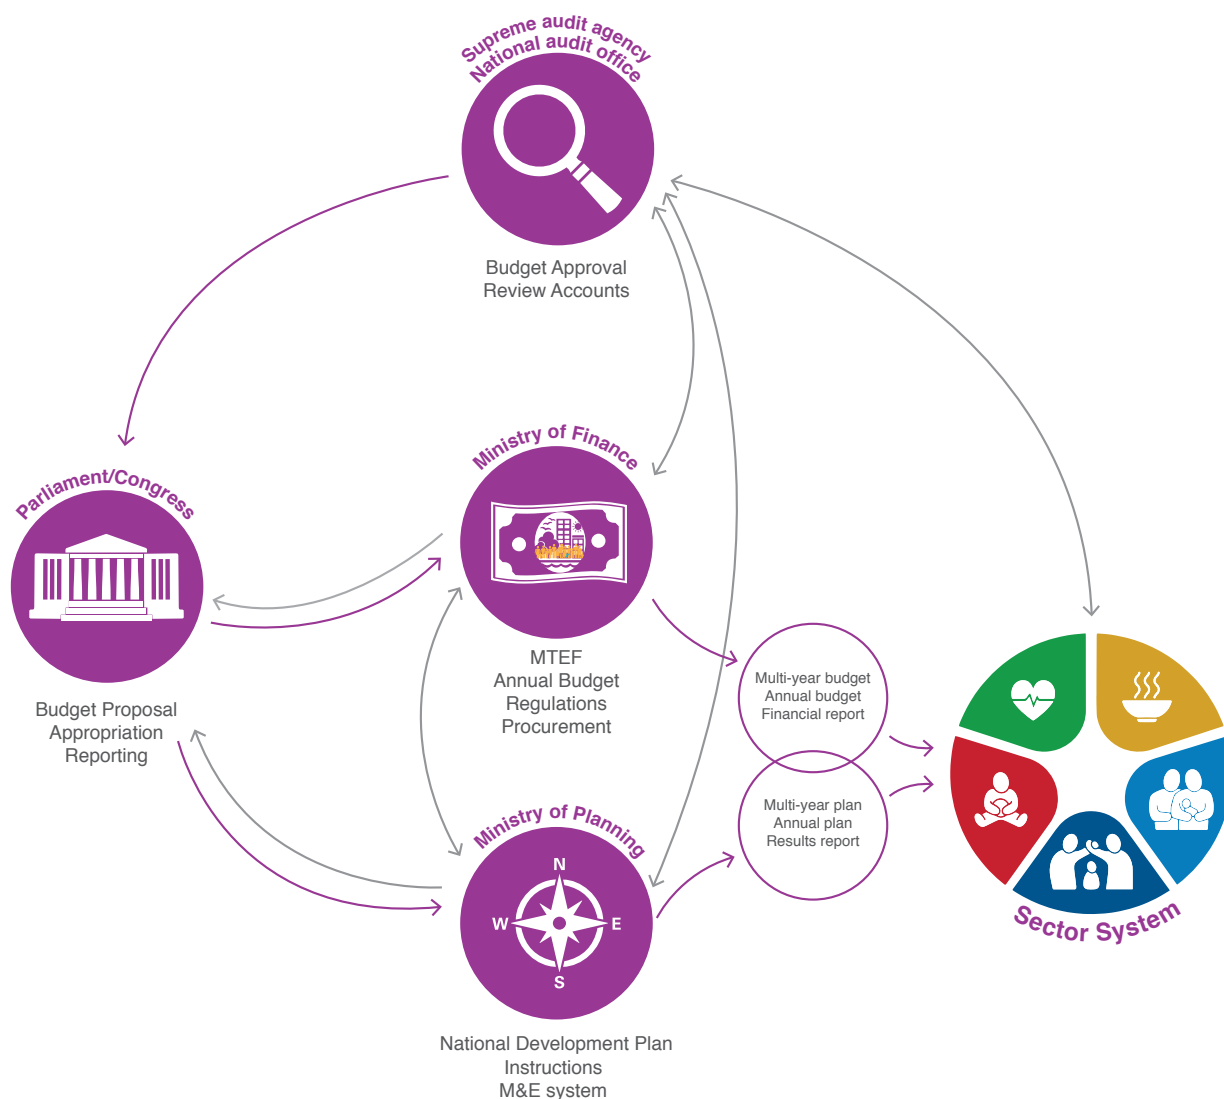 Supreme audit agency
National audit office
Budget Approval
Review Accounts
Parliament/Congress
Budget Proposal
Appropriation
Reporting
Ministry of Finance
MTEF
Annual Budget
Regulations
Procurement
Multi-year budget
Annual budget
Financial report
Multi-year plan
Annual plan
Results report
Ministry of Planning
N
W
E
S
National Development Plan
Instructions
M&E system
Sector System